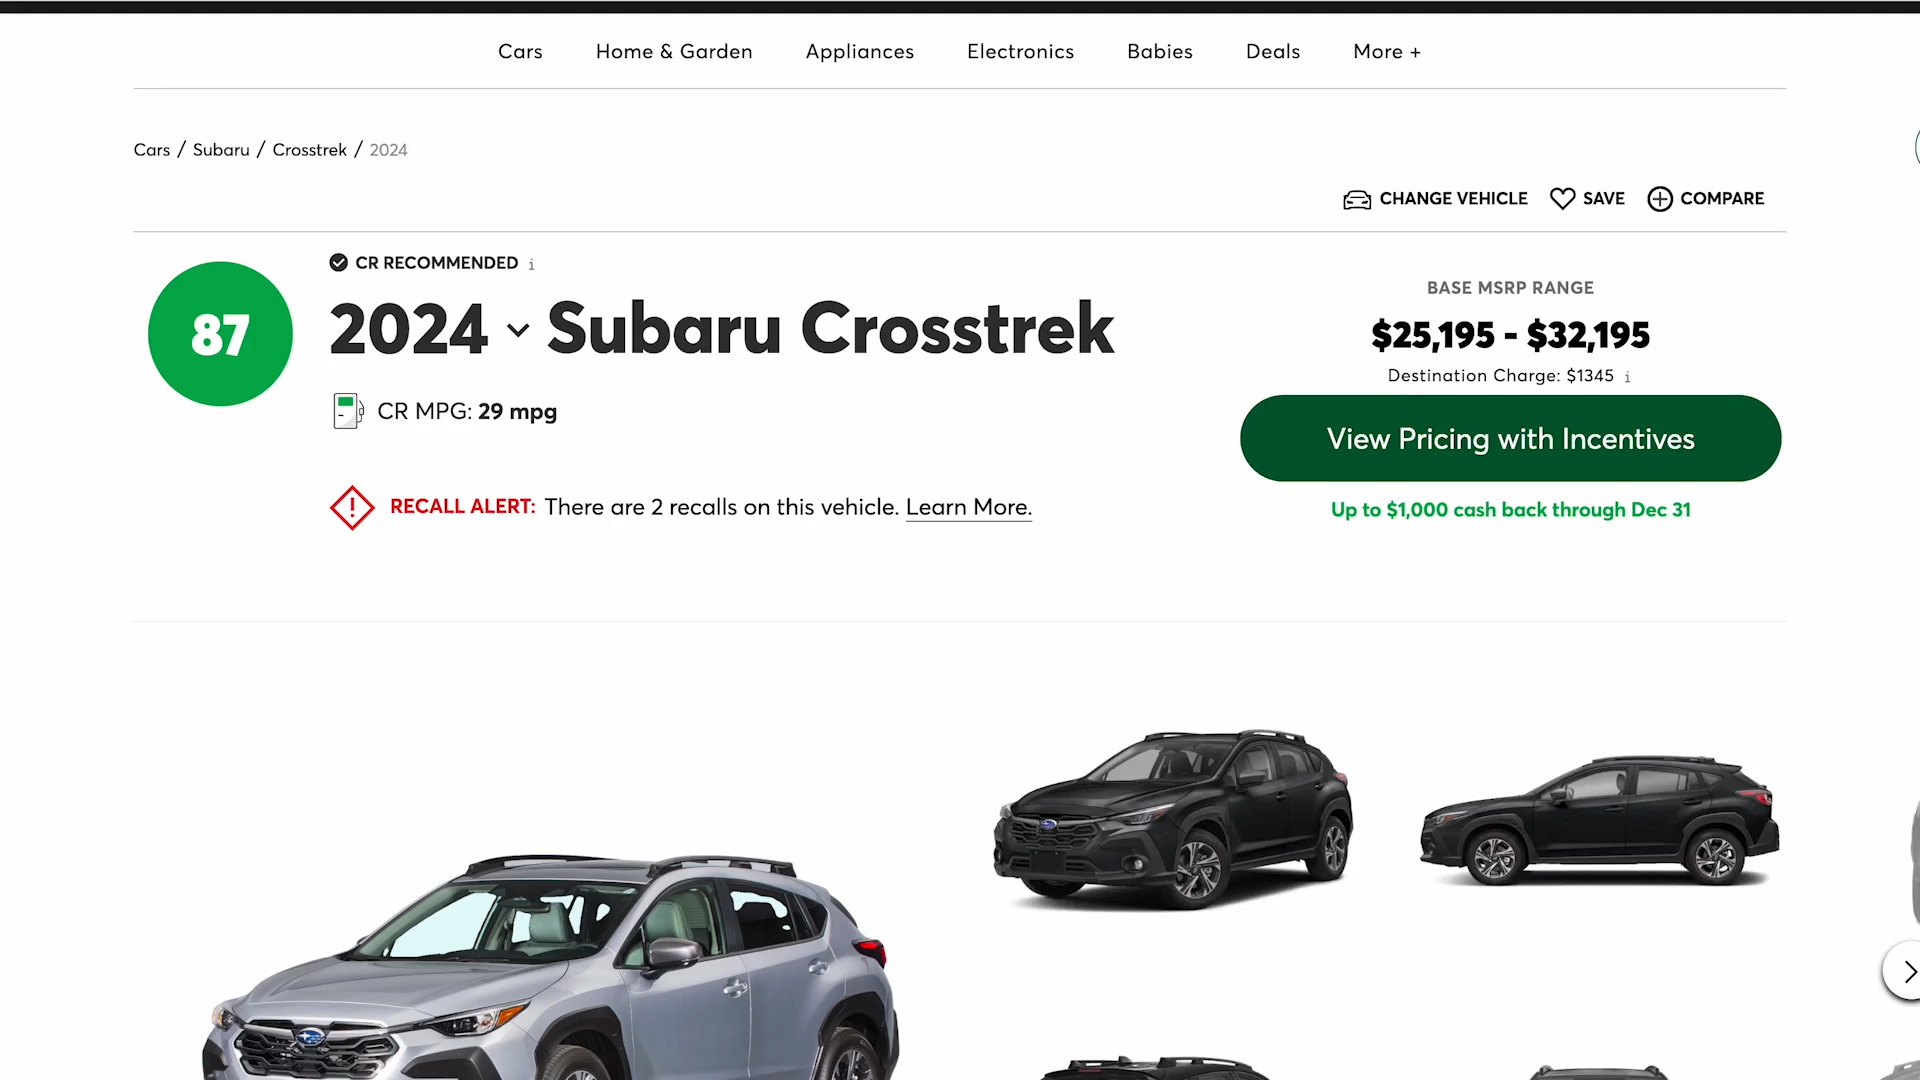 Cars Home & Garden Appliances Electronics Babies Deals More +
Cars / Subaru / Crosstrek / 2024
CHANGE VEHICLE SAVE COMPARE
87
CR RECOMMENDED i
2024 Subaru Crosstrek
CR MPG: 29 mpg
RECALL ALERT: There are 2 recalls on this vehicle. Learn More.
BASE MSRP RANGE
$25,195 - $32,195
Destination Charge: $1345 i
View Pricing with Incentives
Up to $1,000 cash back through Dec 31